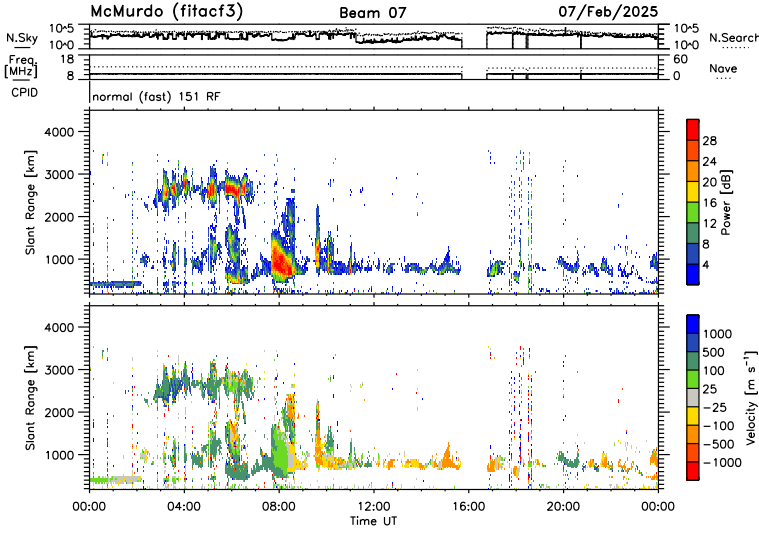 McMurdo (fitacf3) Beam 07 07/Feb/2025
N.Sky 10^5 10^0 10^5 10^0 N.Search
Freq. [MHz] 18 8 60 0 Nave
CPID normal (fast) 151 RF
Slant Range [km] 4000 3000 2000 1000
Power [dB] 28 24 20 16 12 8 4
Slant Range [km] 4000 3000 2000 1000
Velocity [m s⁻¹] 1000 500 100 25 −25 −100 −500 −1000
00:00 04:00 08:00 12:00 16:00 20:00 00:00
Time UT